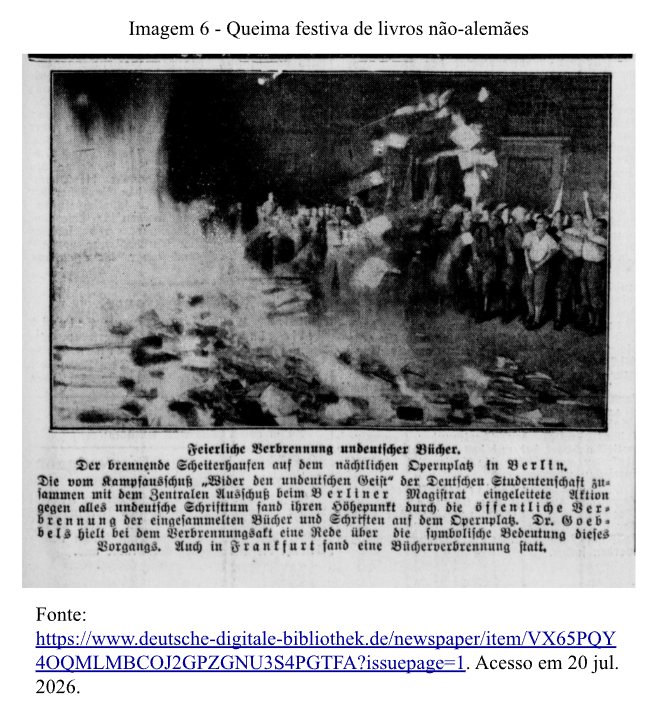 Imagem 6 - Queima festiva de livros não-alemães
Feierliche Verbrennung undeutscher Bücher.
Der brennende Scheiterhaufen auf dem nächtlichen Opernplatz in Berlin.
Die vom Kampfausschuß „Wider den undeutschen Geist“ der Deutschen Studentenschaft zu-
sammen mit dem Zentralen Ausschuß beim Berliner Magistrat eingeleitete Aktion
gegen alles undeutsche Schrifttum fand ihren Höhepunkt durch die öffentliche Ver-
brennung der eingesammelten Bücher und Schriften auf dem Opernplatz. Dr. Goeb-
bels hielt bei dem Verbrennungsakt eine Rede über die symbolische Bedeutung dieses
Vorgangs. Auch in Frankfurt fand eine Bücherverbrennung statt.
Fonte:
https://www.deutsche-digitale-bibliothek.de/newspaper/item/VX65PQY
4OQMLMBCOJ2GPZGNU3S4PGTFA?issuepage=1. Acesso em 20 jul.
2026.